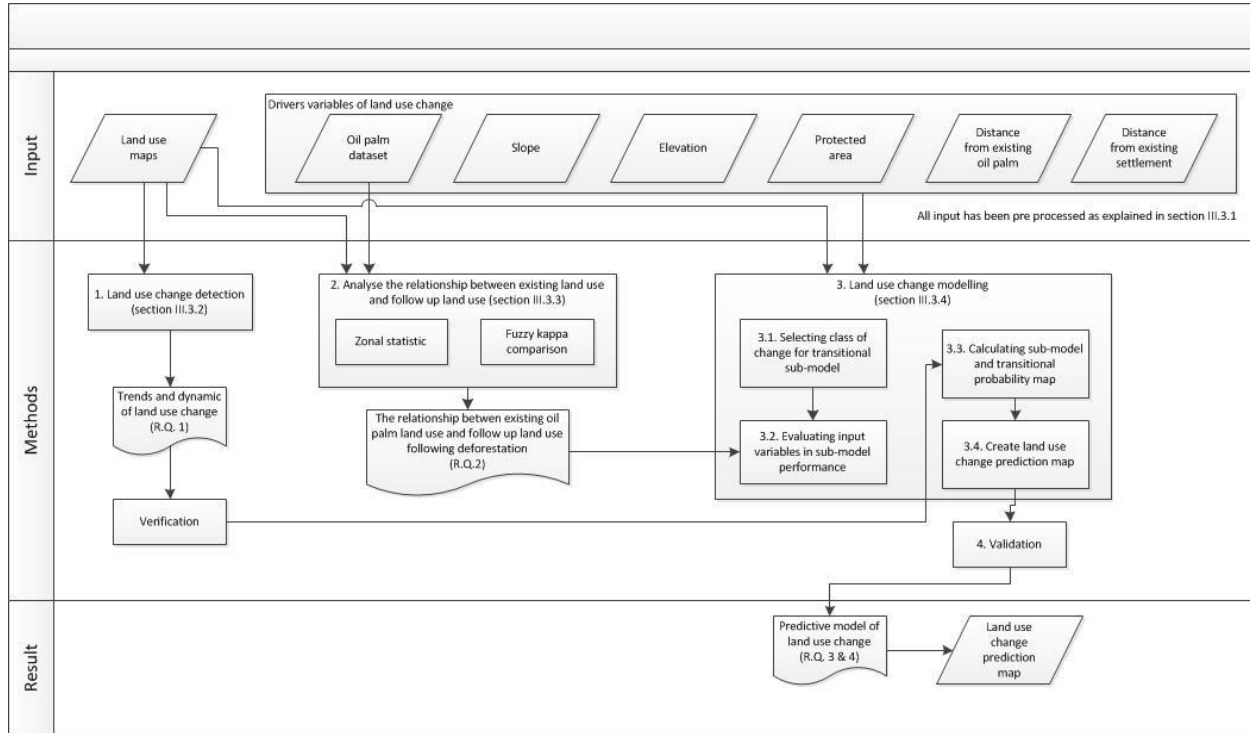 Input
Drivers variables of land use change
Land use
maps
Oil palm
dataset
Slope
Elevation
Protected
area
Distance
from existing
oil palm
Distance
from existing
settlement
All input has been pre processed as explained in section III.3.1
Methods
1. Land use change detection
(section III.3.2)
2. Analyse the relationship between existing land use
and follow up land use (section III.3.3)
Zonal statistic
Fuzzy kappa
comparison
3. Land use change modelling
(section III.3.4)
3.1. Selecting class of
change for transitional
sub-model
3.3. Calculating sub-model
and transitional
probability map
Trends and dynamic
of land use change
(R.Q. 1)
The relationship betwen existing oil
palm land use and follow up land use
following deforestation
(R.Q.2)
3.2. Evaluating input
variables in sub-model
performance
3.4. Create land use
change prediction map
Verification
4. Validation
Result
Predictive model of
land use change
(R.Q. 3 & 4)
Land use
change
prediction
map